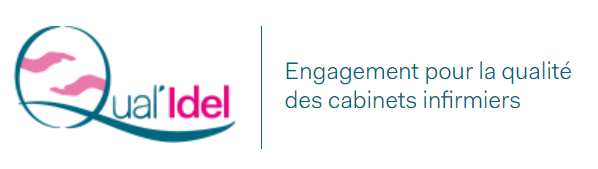 Qual'Idel
Engagement pour la qualité
des cabinets infirmiers